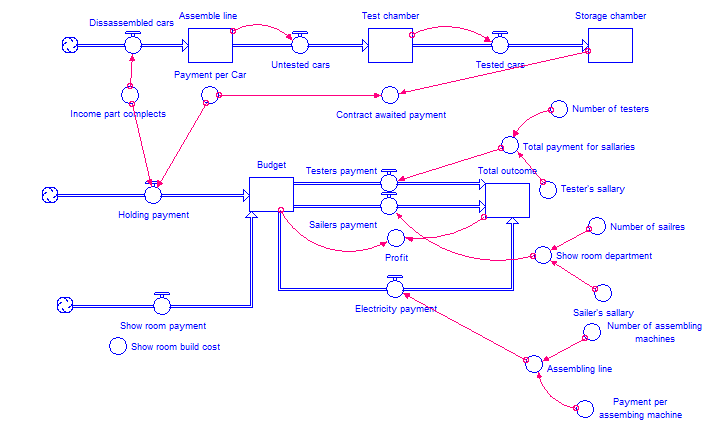 Assemble line
Test chamber
Storage chamber
Dissassembled cars
Untested cars
Tested cars
Payment per Car
Income part complects
Contract awaited payment
Number of testers
Total payment for sallaries
Budget
Testers payment
Total outcome
Tester's sallary
Holding payment
Sailers payment
Number of sailres
Profit
Show room department
Electricity payment
Sailer's sallary
Show room payment
Number of assembling
machines
Show room build cost
Assembling line
Payment per
assembing machine